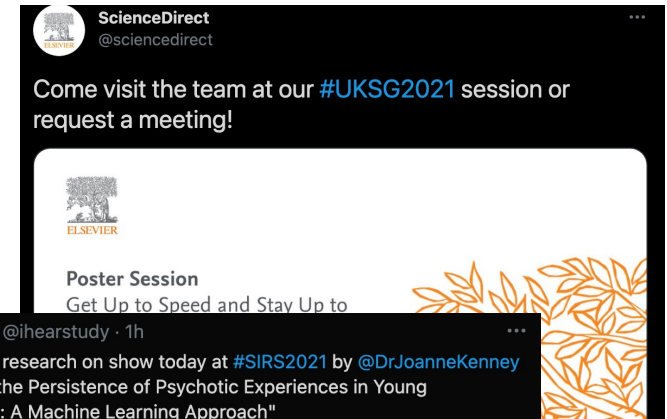 ScienceDirect
@sciencedirect
Come visit the team at our #UKSG2021 session or
request a meeting!
ELSEVIER
ELSEVIER
Poster Session
Get Up to Speed and Stay Up to
@ihearstudy · 1h
research on show today at #SIRS2021 by @DrJoanneKenney
the Persistence of Psychotic Experiences in Young
: A Machine Learning Approach"